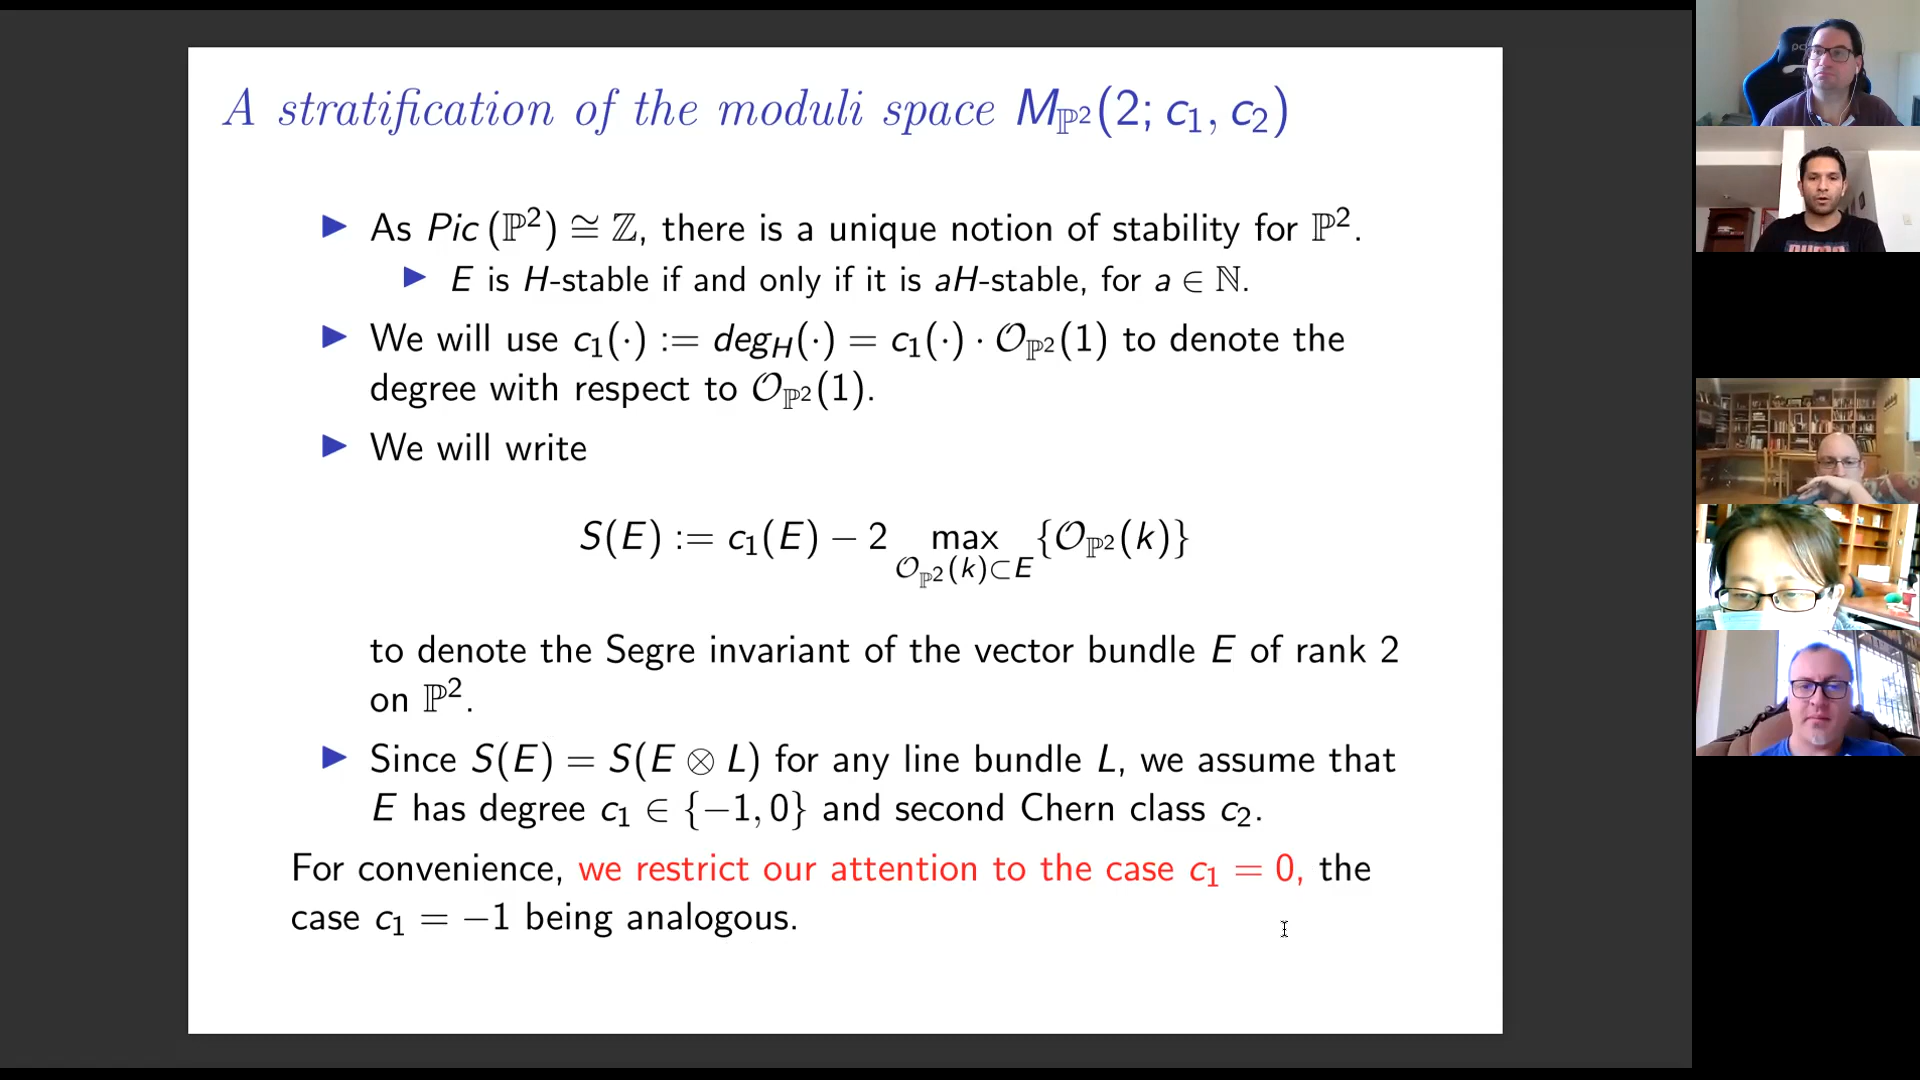 A stratification of the moduli space M_{ℙ²}(2; c₁, c₂)
▶ As Pic (ℙ²) ≅ ℤ, there is a unique notion of stability for ℙ².
▶ E is H-stable if and only if it is aH-stable, for a ∈ ℕ.
▶ We will use c₁(·) := deg_H(·) = c₁(·) · 𝒪_{ℙ²}(1) to denote the
degree with respect to 𝒪_{ℙ²}(1).
▶ We will write
S(E) := c₁(E) − 2 max {𝒪_{ℙ²}(k)}
𝒪_{ℙ²}(k)⊂E
to denote the Segre invariant of the vector bundle E of rank 2
on ℙ².
▶ Since S(E) = S(E ⊗ L) for any line bundle L, we assume that
E has degree c₁ ∈ {−1, 0} and second Chern class c₂.
For convenience, we restrict our attention to the case c₁ = 0, the
case c₁ = −1 being analogous.